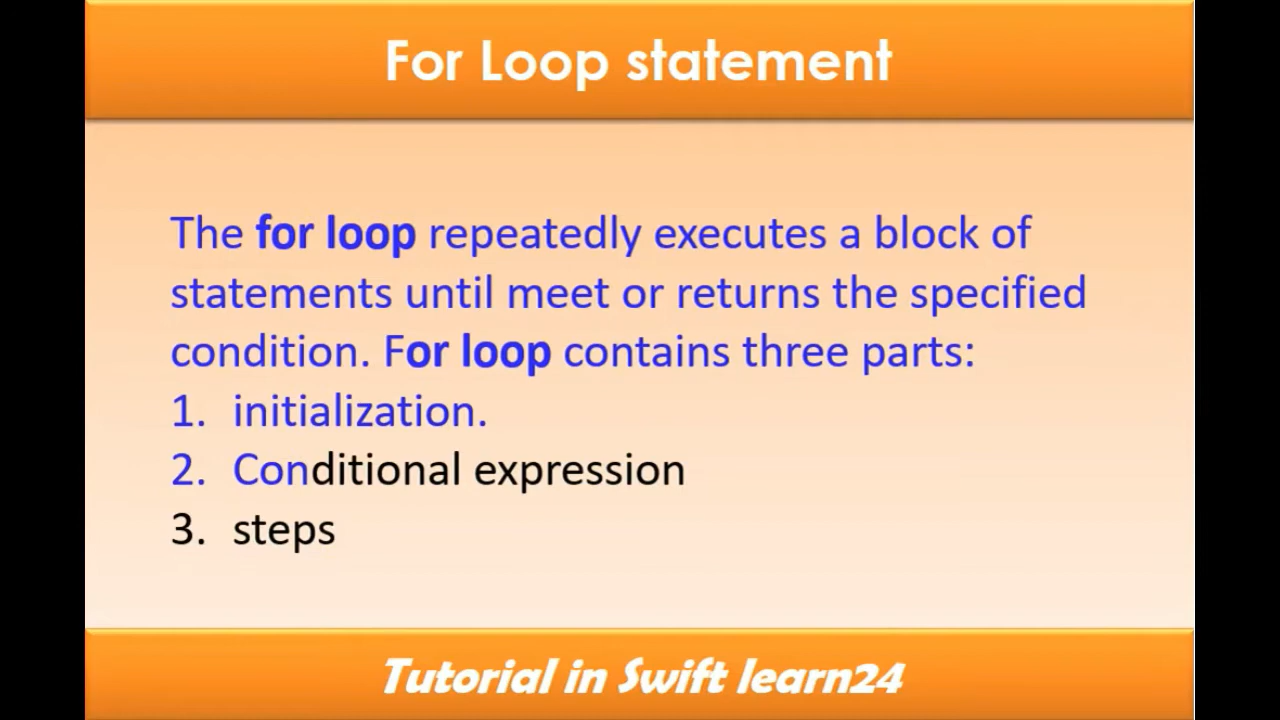 For Loop statement
The for loop repeatedly executes a block of
statements until meet or returns the specified
condition. For loop contains three parts:
1. initialization.
2. Conditional expression
3. steps
Tutorial in Swift learn24